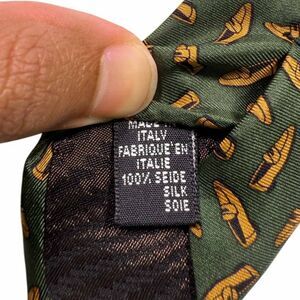 MADE IN
ITALY
FABRIQUE' EN
ITALIE
100% SEIDE
SILK
SOIE